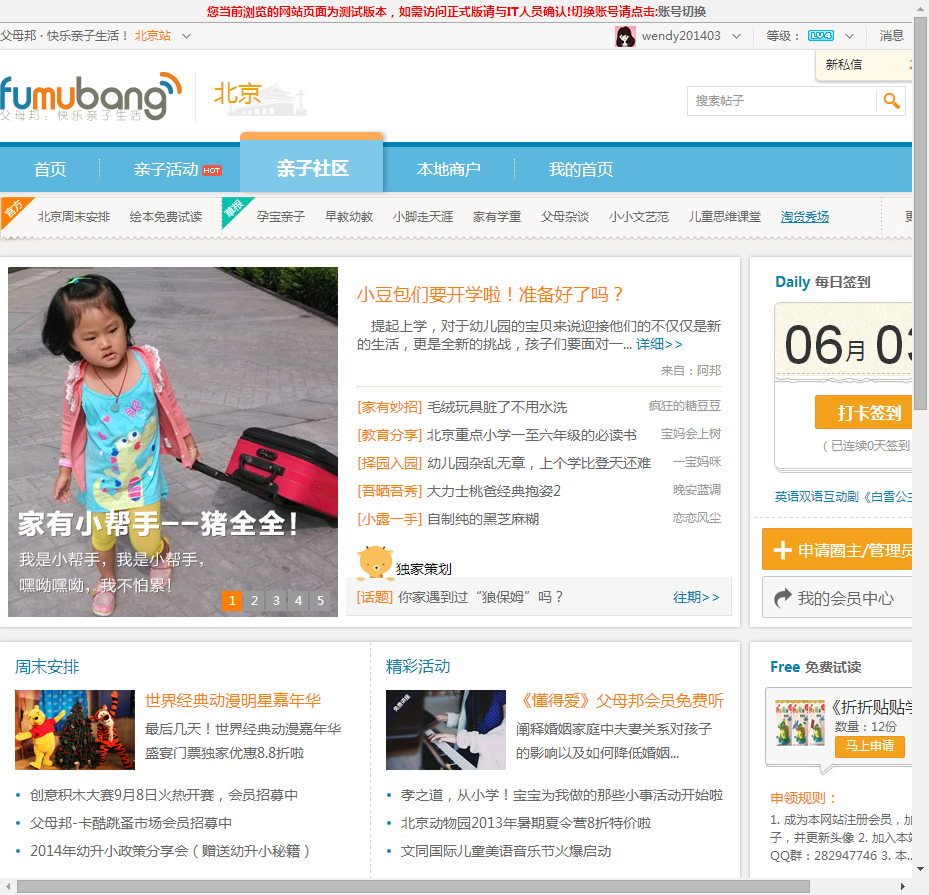 您当前浏览的网站页面为测试版本，如需访问正式版请与IT人员确认!切换账号请点击:账号切换
父母邦 · 快乐亲子生活！ 北京站
wendy201403
等级： LV4
消息
新私信
fumubang
父母邦：快乐亲子生活
北京
搜索帖子
首页
亲子活动 HOT
亲子社区
本地商户
我的首页
官方
北京周末安排 绘本免费试读
草根
孕宝亲子 早教幼教 小脚走天涯 家有学童 父母杂谈 小小文艺范 儿童思维课堂 淘货秀场
家有小帮手--猪全全!
我是小帮手，我是小帮手，
嘿呦嘿呦，我不怕累！
1 2 3 4 5
小豆包们要开学啦！准备好了吗？
提起上学，对于幼儿园的宝贝来说迎接他们的不仅仅是新
的生活，更是全新的挑战，孩子们要面对一... 详细>>
来自：阿邦
[家有妙招] 毛绒玩具脏了不用水洗 疯狂的糖豆豆
[教育分享] 北京重点小学一至六年级的必读书 宝妈会上树
[择园入园] 幼儿园杂乱无章，上个学比登天还难 一宝妈咪
[吾晒吾秀] 大力士桃爸经典抱姿2 晚安蓝调
[小露一手] 自制纯的黑芝麻糊 恋恋风尘
独家策划
[话题] 你家遇到过“狼保姆”吗？ 往期>>
Daily 每日签到
06月 03
打卡签到
( 已连续0天签到
英语双语互动剧《白雪公主
申请圈主/管理员
我的会员中心
周末安排
世界经典动漫明星嘉年华
最后几天！世界经典动漫嘉年华
盛宴门票独家优惠8.8折啦
创意积木大赛9月8日火热开赛，会员招募中
父母邦-卡酷跳蚤市场会员招募中
2014年幼升小政策分享会（赠送幼升小秘籍）
精彩活动
《懂得爱》父母邦会员免费听
阐释婚姻家庭中夫妻关系对孩子
的影响以及如何降低婚姻...
孝之道，从小学！宝宝为我做的那些小事活动开始啦
北京动物园2013年暑期夏令营8折特价啦
文同国际儿童美语音乐节火爆启动
Free 免费试读
《折折贴贴学
数量：12份
马上申请
申领规则：
1. 成为本网站注册会员，加
子，并更新头像 2. 加入本站
QQ群：282947746 3. 本..